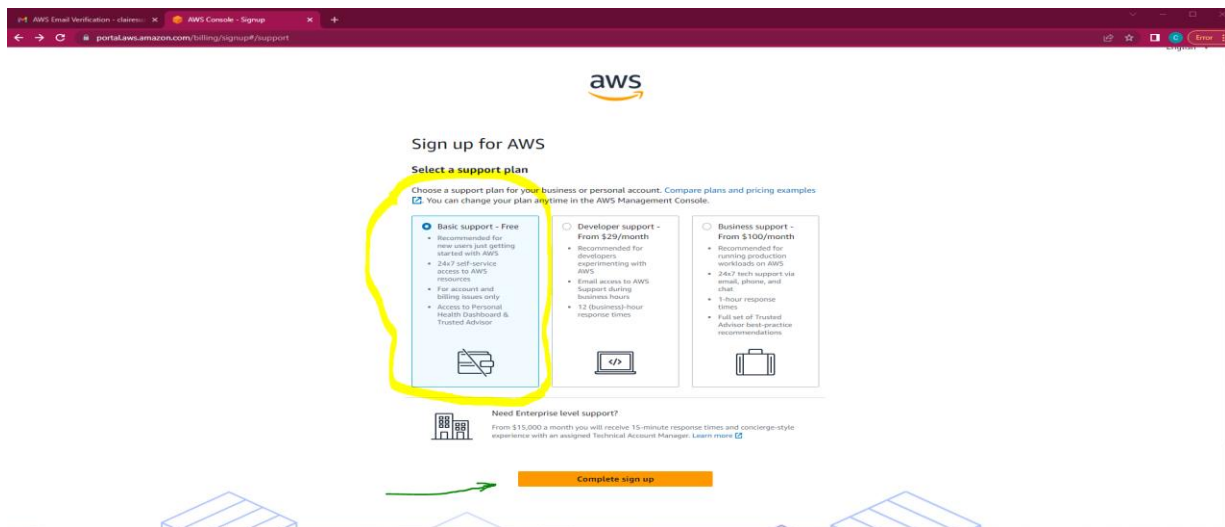 AWS Email Verification - claires
AWS Console - Signup
portal.aws.amazon.com/billing/signup#/support
C
Error
English
aws
Sign up for AWS
Select a support plan
Choose a support plan for your business or personal account. Compare plans and pricing examples
. You can change your plan anytime in the AWS Management Console.
Basic support - Free
Recommended for
new users just getting
started with AWS
24x7 self-service
access to AWS
resources
For account and
billing issues only
Access to Personal
Health Dashboard &
Trusted Advisor
Developer support -
From $29/month
Recommended for
developers
experimenting with
AWS
Email access to AWS
Support during
business hours
12 (business)-hour
response times
</>
Business support -
From $100/month
Recommended for
running production
workloads on AWS
24x7 tech support via
email, phone, and
chat
1-hour response
times
Full set of Trusted
Advisor best-practice
recommendations
Need Enterprise level support?
From $15,000 a month you will receive 15-minute response times and concierge-style
experience with an assigned Technical Account Manager. Learn more
Complete sign up